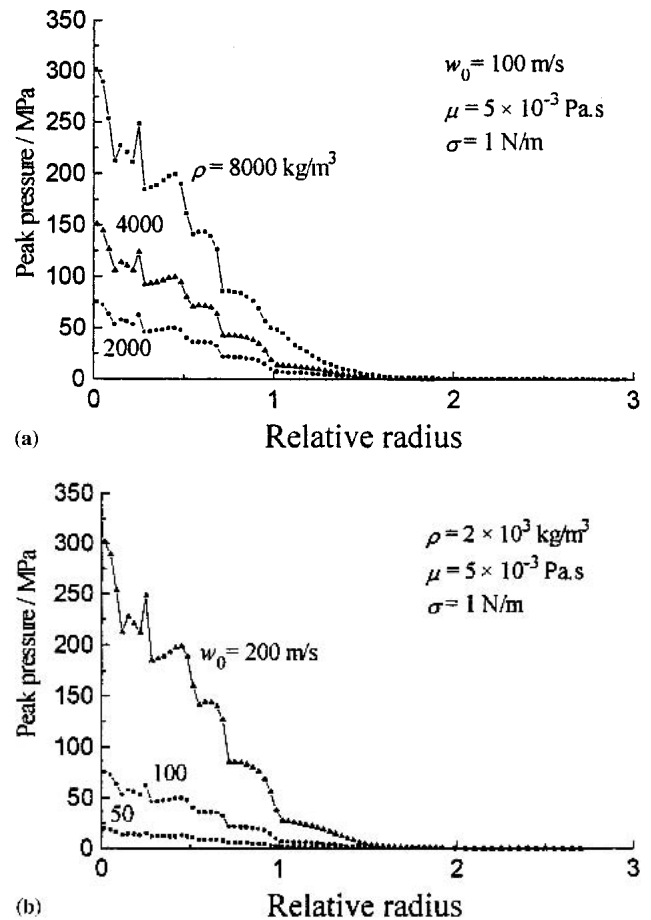 350
300
250
200
150
100
50
0
Peak pressure / MPa
w₀ = 100 m/s
μ = 5 × 10⁻³ Pa.s
σ = 1 N/m
ρ = 8000 kg/m³
4000
2000
0 1 2 3
(a) Relative radius
350
300
250
200
150
100
50
0
Peak pressure / MPa
ρ = 2 × 10³ kg/m³
μ = 5 × 10⁻³ Pa.s
σ = 1 N/m
w₀ = 200 m/s
100
50
0 1 2 3
(b) Relative radius